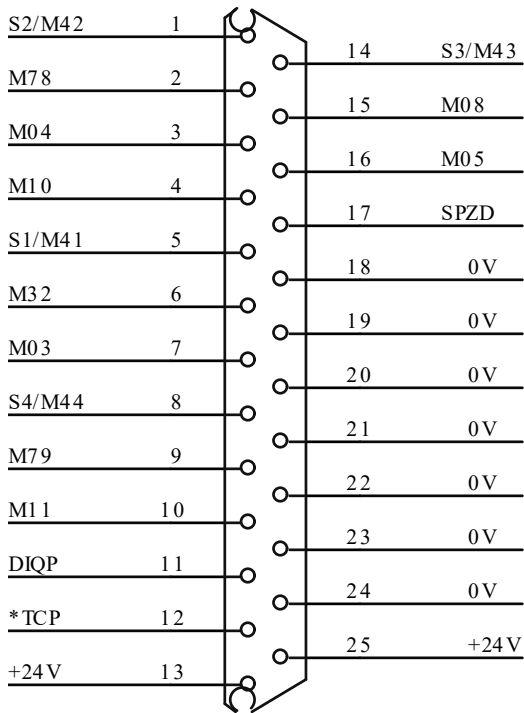 S2/M42 1
M78 2
M04 3
M10 4
S1/M41 5
M32 6
M03 7
S4/M44 8
M79 9
M11 10
DIQP 11
*TCP 12
+24V 13
14 S3/M43
15 M08
16 M05
17 SPZD
18 0V
19 0V
20 0V
21 0V
22 0V
23 0V
24 0V
25 +24V